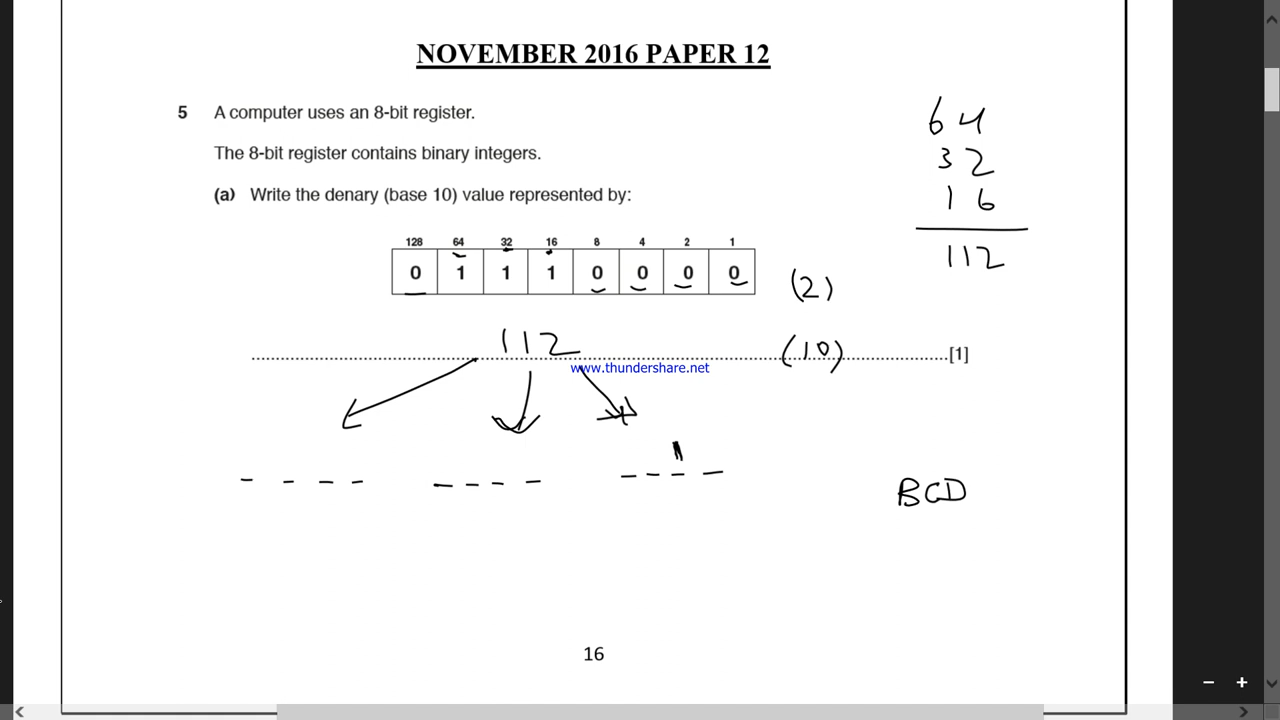 NOVEMBER 2016 PAPER 12
64
32
16
112
5 A computer uses an 8-bit register.
The 8-bit register contains binary integers.
(a) Write the denary (base 10) value represented by:
128 64 32 16 8 4 2 1
0 1 1 1 0 0 0 0 (2)
112 (10) [1]
www.thundershare.net
1
BCD
16